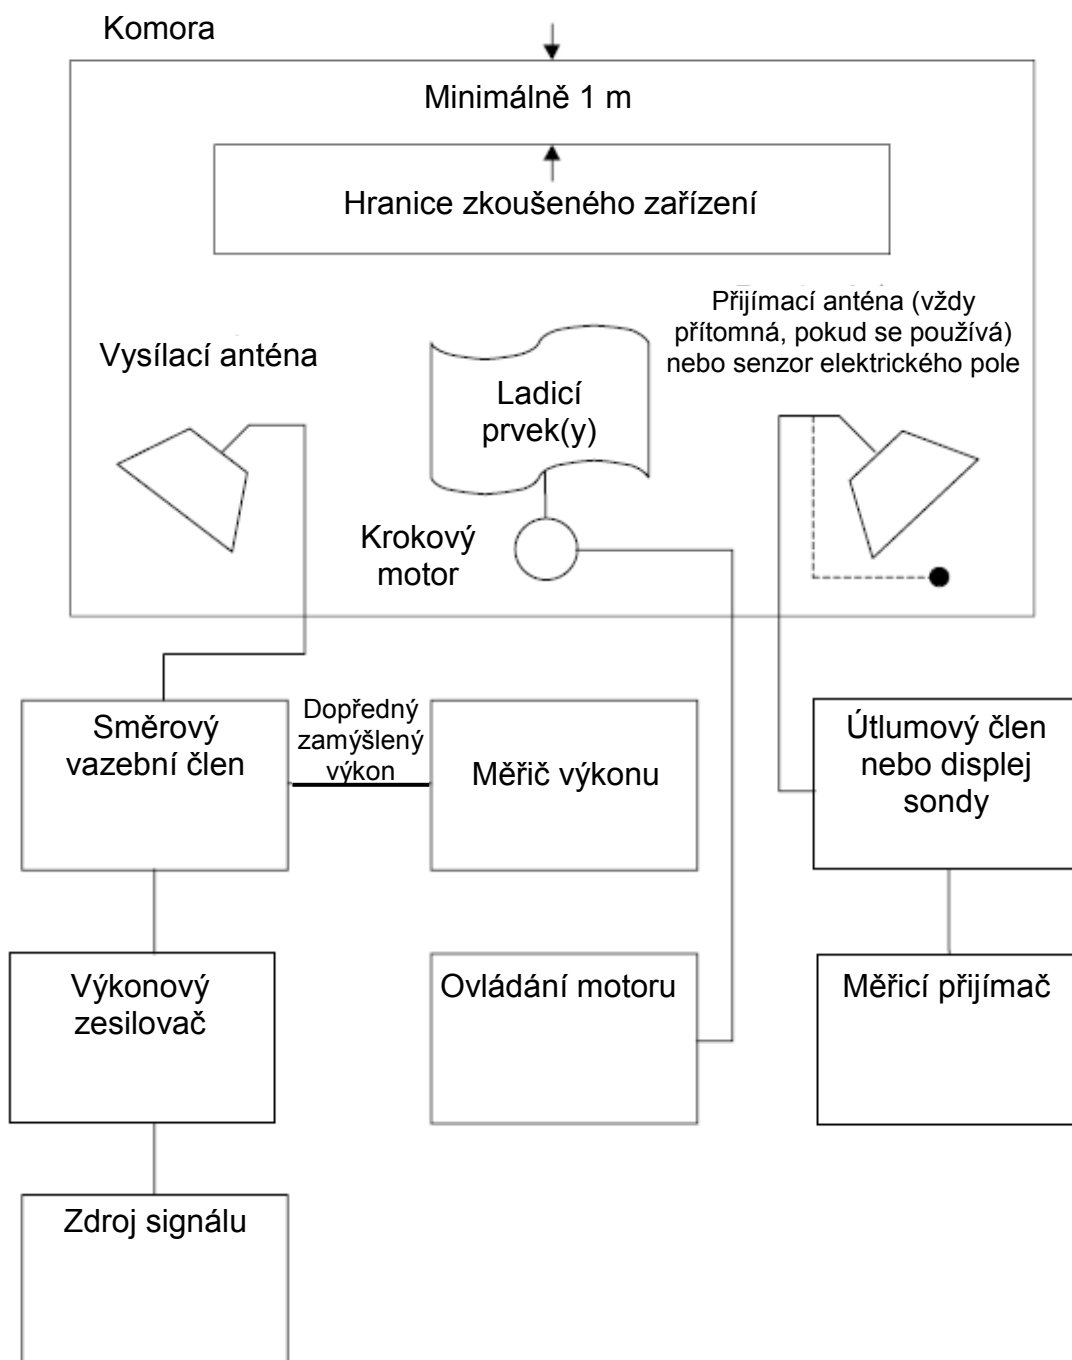 Komora
Minimálně 1 m
Hranice zkoušeného zařízení
Vysílací anténa
Ladicí
prvek(y)
Přijímací anténa (vždy
přítomná, pokud se používá)
nebo senzor elektrického pole
Krokový
motor
Směrový
vazební člen
Dopředný
zamýšlený
výkon
Měřič výkonu
Útlumový člen
nebo displej
sondy
Výkonový
zesilovač
Ovládání motoru
Měřicí přijímač
Zdroj signálu